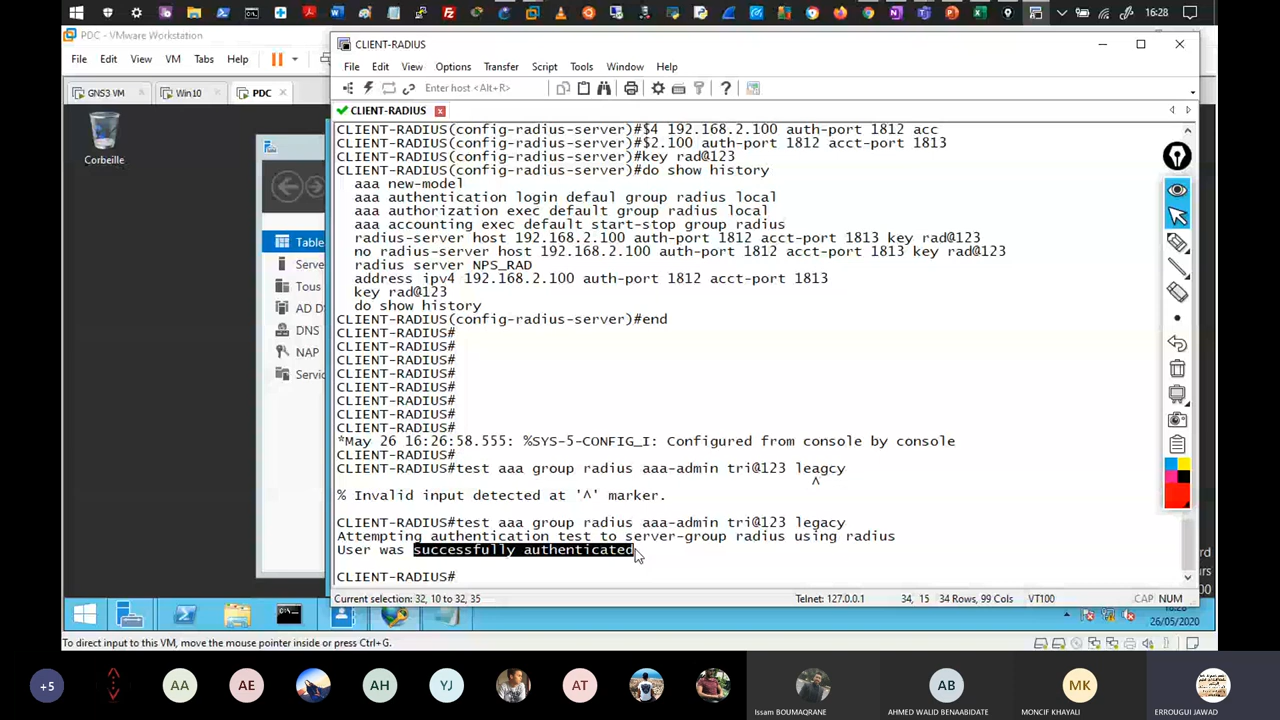 16:28
PDC - VMware Workstation
CLIENT-RADIUS
File Edit View VM Tabs Help
File Edit View Options Transfer Script Tools Window Help
GNS3 VM
Win10
PDC
Enter host <Alt+R>
CLIENT-RADIUS
Corbeille
Table
Serve
Tous
AD D
DNS
NAP
Servic
CLIENT-RADIUS(config-radius-server)#$4 192.168.2.100 auth-port 1812 acc
CLIENT-RADIUS(config-radius-server)#$2.100 auth-port 1812 acct-port 1813
CLIENT-RADIUS(config-radius-server)#key rad@123
CLIENT-RADIUS(config-radius-server)#do show history
aaa new-model
aaa authentication login defaul group radius local
aaa authorization exec default group radius local
aaa accounting exec default start-stop group radius
radius-server host 192.168.2.100 auth-port 1812 acct-port 1813 key rad@123
no radius-server host 192.168.2.100 auth-port 1812 acct-port 1813 key rad@123
radius server NPS_RAD
address ipv4 192.168.2.100 auth-port 1812 acct-port 1813
key rad@123
do show history
CLIENT-RADIUS(config-radius-server)#end
CLIENT-RADIUS#
CLIENT-RADIUS#
CLIENT-RADIUS#
CLIENT-RADIUS#
CLIENT-RADIUS#
CLIENT-RADIUS#
CLIENT-RADIUS#
CLIENT-RADIUS#
*May 26 16:26:58.555: %SYS-5-CONFIG_I: Configured from console by console
CLIENT-RADIUS#
CLIENT-RADIUS#test aaa group radius aaa-admin tri@123 leagcy
^
% Invalid input detected at '^' marker.
CLIENT-RADIUS#test aaa group radius aaa-admin tri@123 legacy
Attempting authentication test to server-group radius using radius
User was successfully authenticated
CLIENT-RADIUS#
Current selection: 32, 10 to 32, 35
Telnet: 127.0.0.1
34, 15
34 Rows, 99 Cols
VT100
CAP NUM
16:28
26/05/2020
To direct input to this VM, move the mouse pointer inside or press Ctrl+G.
+5
AA
AE
AH
YJ
AT
AB
MK
Issam BOUMAQRANE
AHMED WALID BENAABIDATE
MONCIF KHAYALI
ERROUGUI JAWAD